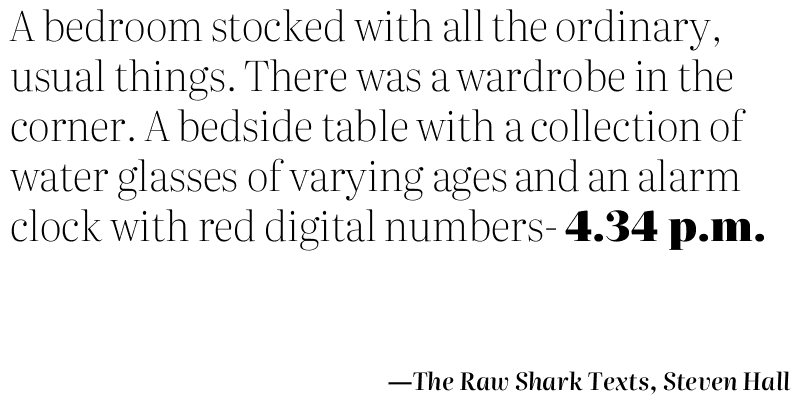 A bedroom stocked with all the ordinary,
usual things. There was a wardrobe in the
corner. A bedside table with a collection of
water glasses of varying ages and an alarm
clock with red digital numbers- 4.34 p.m.
—The Raw Shark Texts, Steven Hall